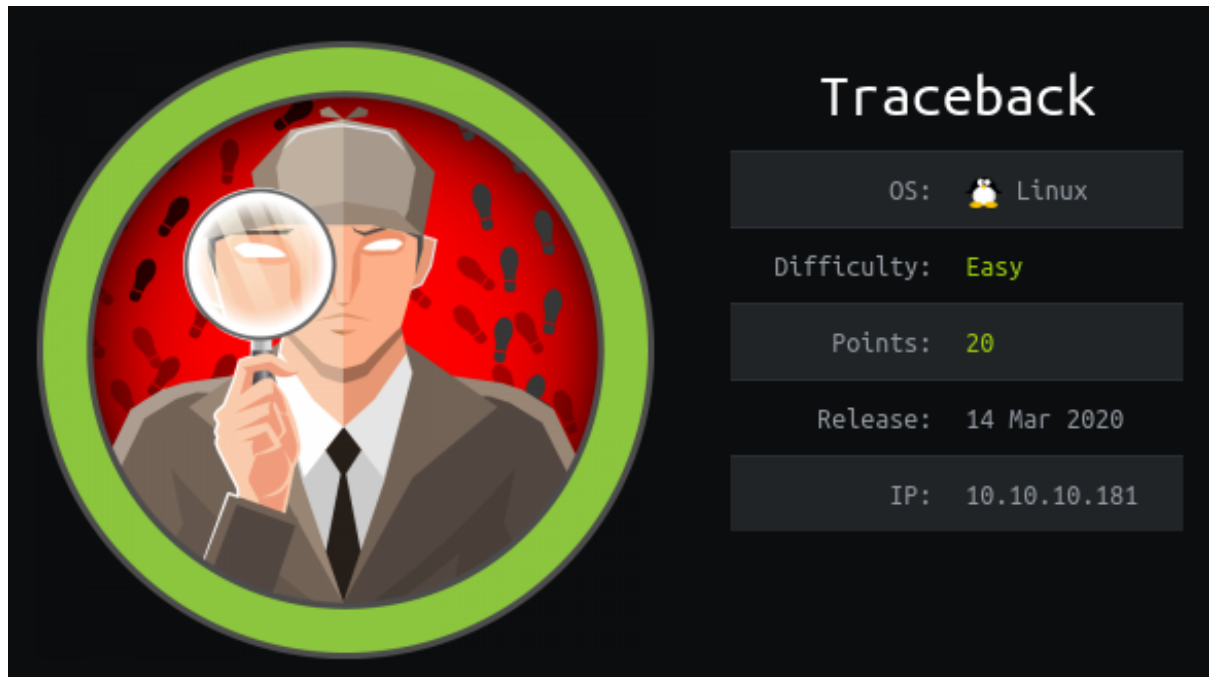 Traceback
OS: Linux
Difficulty: Easy
Points: 20
Release: 14 Mar 2020
IP: 10.10.10.181